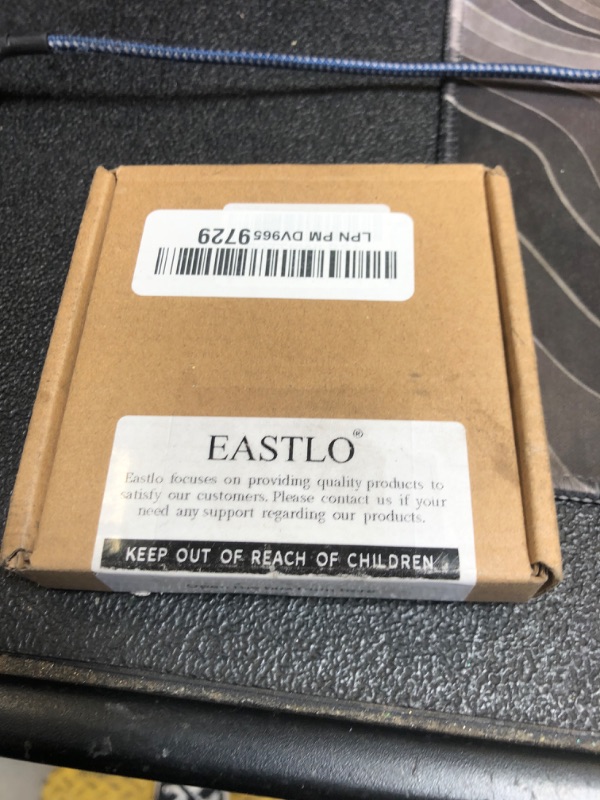 LPN PM DV9659729
EASTLO®
Eastlo focuses on providing quality products to
satisfy our customers. Please contact us if your
need any support regarding our products.
KEEP OUT OF REACH OF CHILDREN